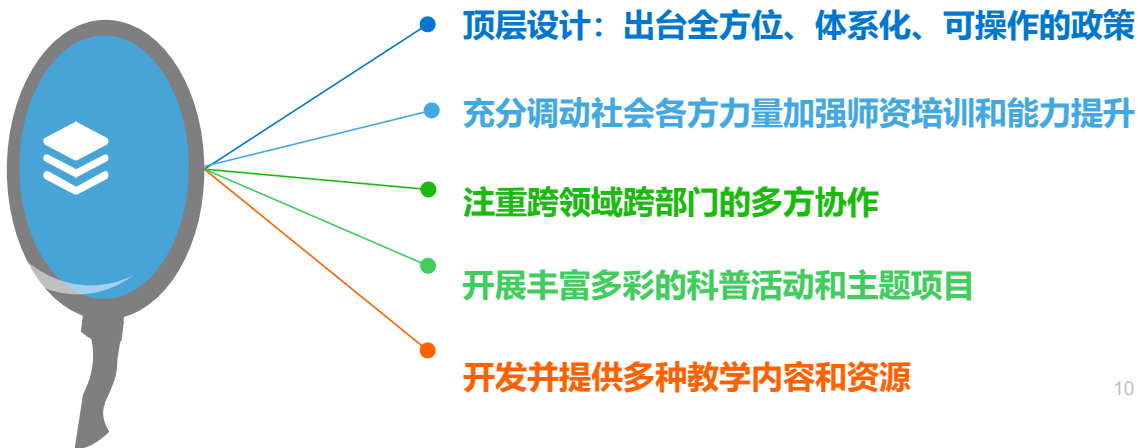 顶层设计：出台全方位、体系化、可操作的政策
充分调动社会各方力量加强师资培训和能力提升
注重跨领域跨部门的多方协作
开展丰富多彩的科普活动和主题项目
开发并提供多种教学内容和资源
10